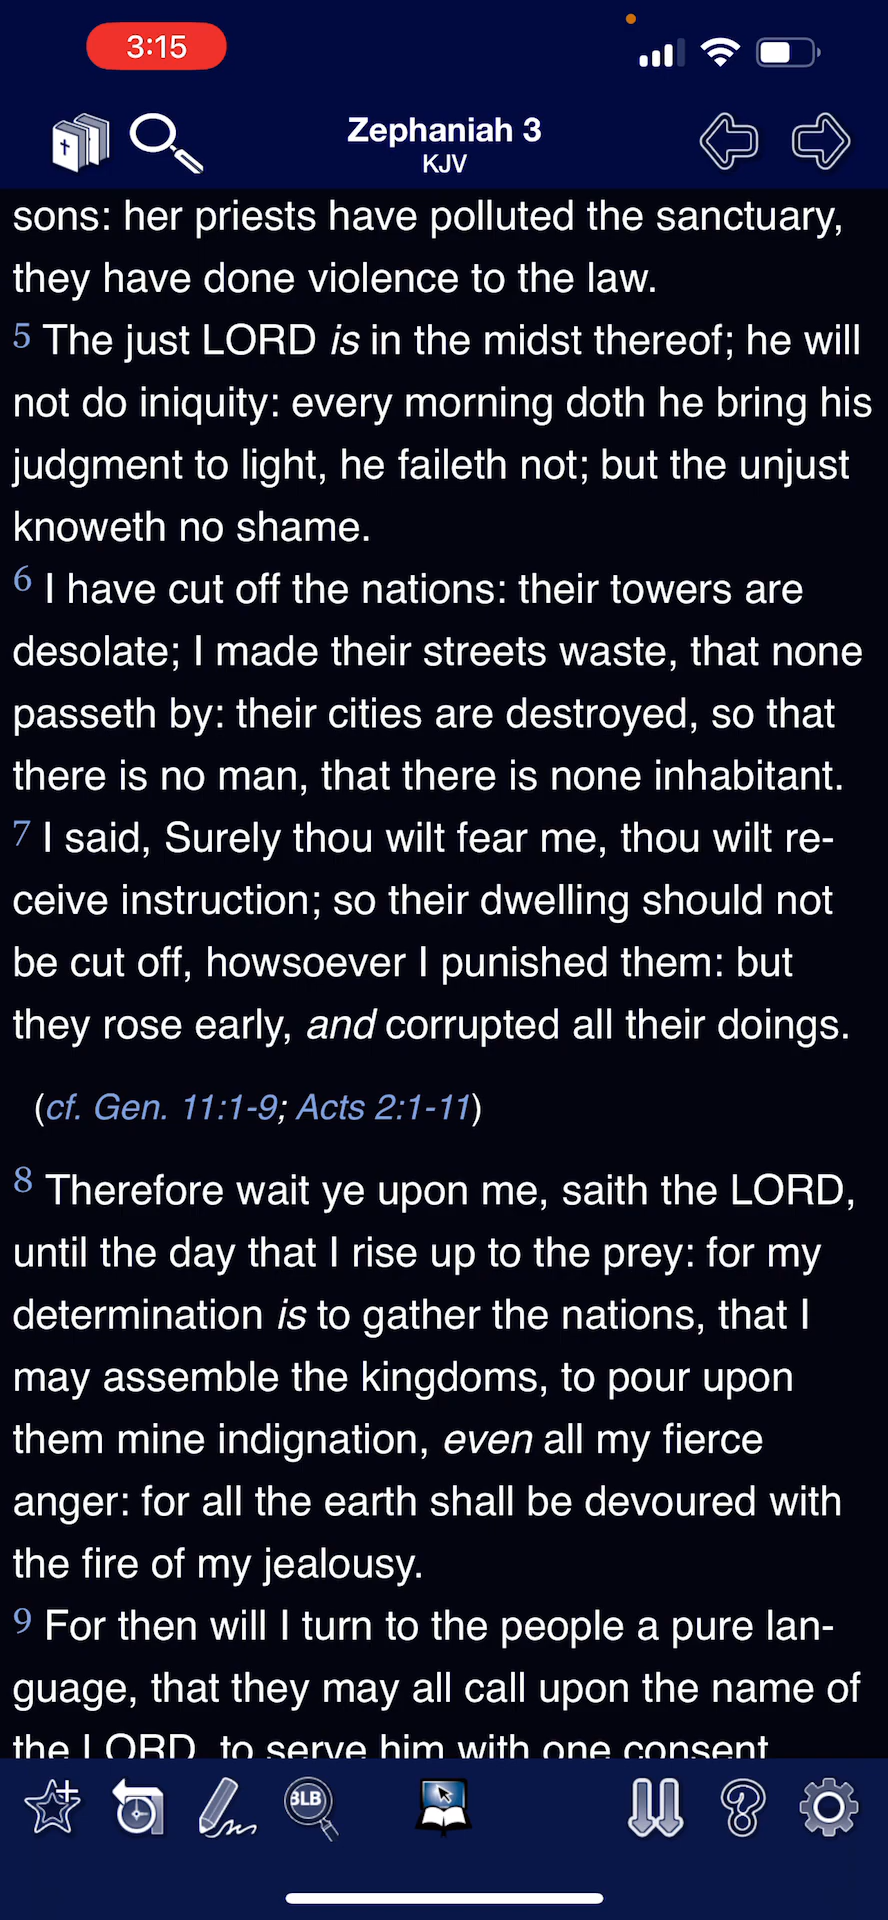 3:15
Zephaniah 3
KJV
sons: her priests have polluted the sanctuary,
they have done violence to the law.
5 The just LORD is in the midst thereof; he will
not do iniquity: every morning doth he bring his
judgment to light, he faileth not; but the unjust
knoweth no shame.
6 I have cut off the nations: their towers are
desolate; I made their streets waste, that none
passeth by: their cities are destroyed, so that
there is no man, that there is none inhabitant.
7 I said, Surely thou wilt fear me, thou wilt re-
ceive instruction; so their dwelling should not
be cut off, howsoever I punished them: but
they rose early, and corrupted all their doings.
(cf. Gen. 11:1-9; Acts 2:1-11)
8 Therefore wait ye upon me, saith the LORD,
until the day that I rise up to the prey: for my
determination is to gather the nations, that I
may assemble the kingdoms, to pour upon
them mine indignation, even all my fierce
anger: for all the earth shall be devoured with
the fire of my jealousy.
9 For then will I turn to the people a pure lan-
guage, that they may all call upon the name of
the LORD, to serve him with one consent
BLB